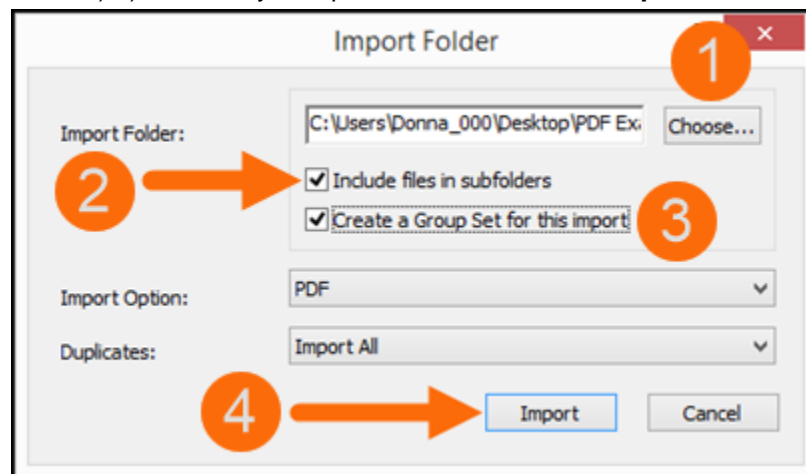 Import Folder
1
Import Folder:
C:\Users\Donna_000\Desktop\PDF Exa
Choose...
2
Include files in subfolders
Create a Group Set for this import
3
Import Option:
PDF
Duplicates:
Import All
4
Import
Cancel